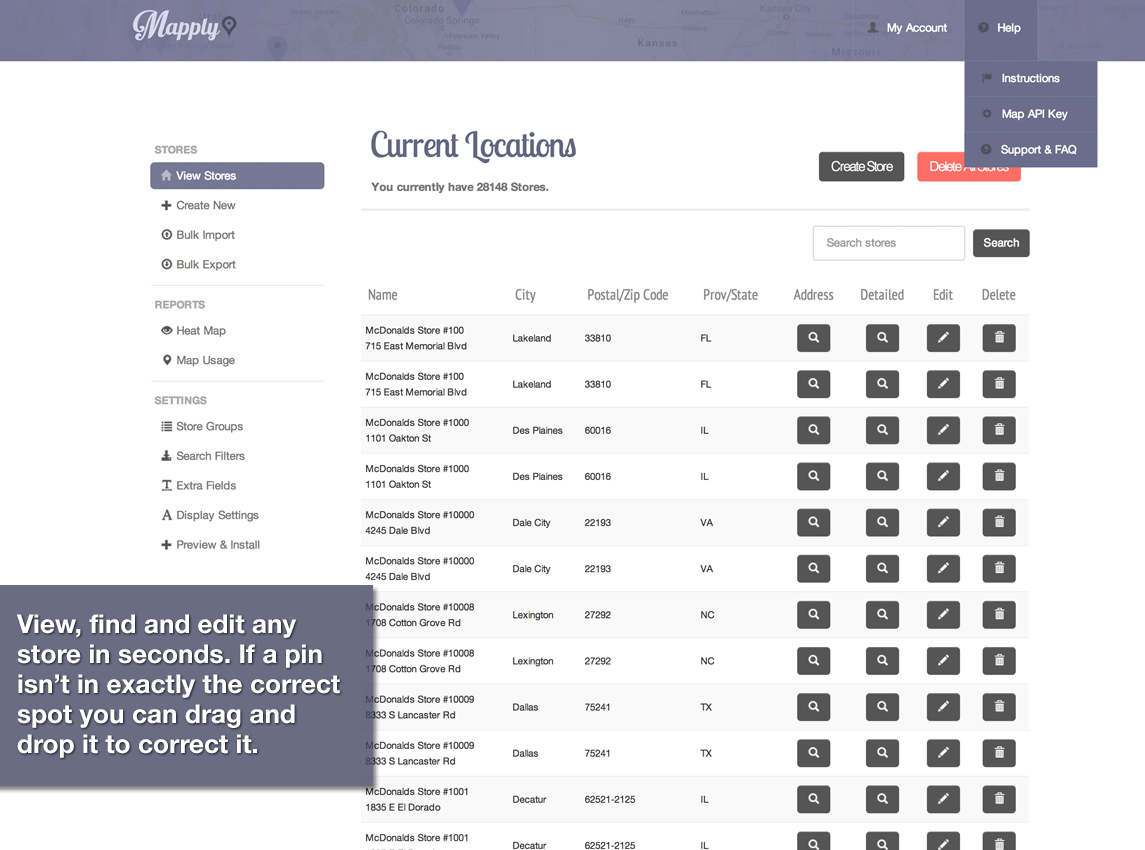 Mapply
Colorado
Colorado Springs
Fountain Valley
Pueblo
Hays
Manhattan
Salina
Kansas
Kansas City
Missouri
My Account
Help
Instructions
Map API Key
Support & FAQ
STORES
View Stores
Create New
Bulk Import
Bulk Export
REPORTS
Heat Map
Map Usage
SETTINGS
Store Groups
Search Filters
Extra Fields
Display Settings
Preview & Install
Current Locations
You currently have 28148 Stores.
Create Store
Delete All Stores
Search stores
Search
Name City Postal/Zip Code Prov/State Address Detailed Edit Delete
McDonalds Store #100
715 East Memorial Blvd
Lakeland 33810 FL
McDonalds Store #100
715 East Memorial Blvd
Lakeland 33810 FL
McDonalds Store #1000
1101 Oakton St
Des Plaines 60016 IL
McDonalds Store #1000
1101 Oakton St
Des Plaines 60016 IL
McDonalds Store #10000
4245 Dale Blvd
Dale City 22193 VA
McDonalds Store #10000
4245 Dale Blvd
Dale City 22193 VA
McDonalds Store #10008
1708 Cotton Grove Rd
Lexington 27292 NC
McDonalds Store #10008
1708 Cotton Grove Rd
Lexington 27292 NC
McDonalds Store #10009
8333 S Lancaster Rd
Dallas 75241 TX
McDonalds Store #10009
8333 S Lancaster Rd
Dallas 75241 TX
McDonalds Store #1001
1835 E El Dorado
Decatur 62521-2125 IL
McDonalds Store #1001
Decatur 62521-2125 IL
View, find and edit any
store in seconds. If a pin
isn't in exactly the correct
spot you can drag and
drop it to correct it.